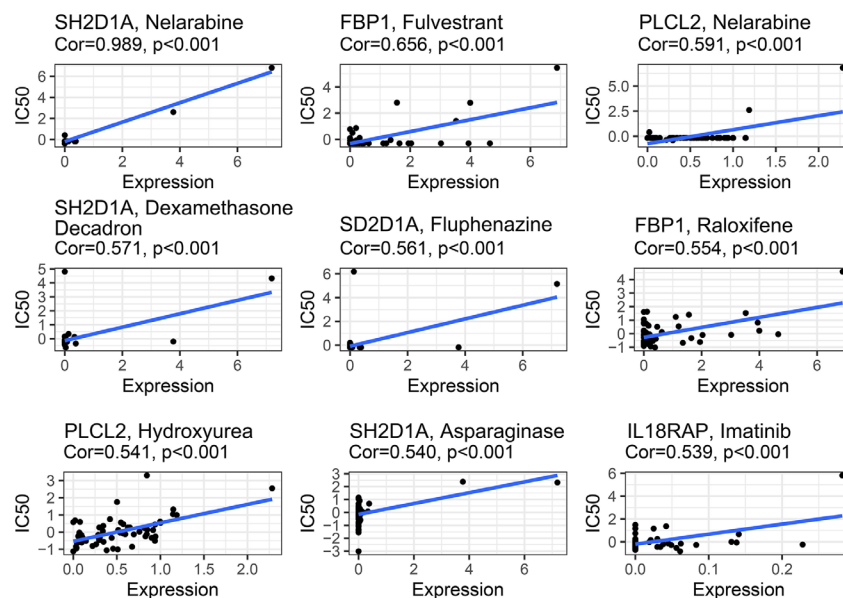 SH2D1A, Nelarabine
Cor=0.989, p<0.001
6
4
2
0
IC50
0 2 4 6
Expression
FBP1, Fulvestrant
Cor=0.656, p<0.001
4
2
0
IC50
0 2 4 6
Expression
PLCL2, Nelarabine
Cor=0.591, p<0.001
5.0
2.5
0.0
IC50
0.0 0.5 1.0 1.5 2.0
Expression
SH2D1A, Dexamethasone
Decadron
Cor=0.571, p<0.001
5
4
3
2
1
0
IC50
0 2 4 6
Expression
SD2D1A, Fluphenazine
Cor=0.561, p<0.001
6
4
2
0
IC50
0 2 4 6
Expression
FBP1, Raloxifene
Cor=0.554, p<0.001
4
3
2
1
0
−1
IC50
0 2 4 6
Expression
PLCL2, Hydroxyurea
Cor=0.541, p<0.001
3
2
1
0
−1
IC50
0.0 0.5 1.0 1.5 2.0
Expression
SH2D1A, Asparaginase
Cor=0.540, p<0.001
3
2
1
0
−1
−2
−3
IC50
0 2 4 6
Expression
IL18RAP, Imatinib
Cor=0.539, p<0.001
6
4
2
0
IC50
0.0 0.1 0.2
Expression